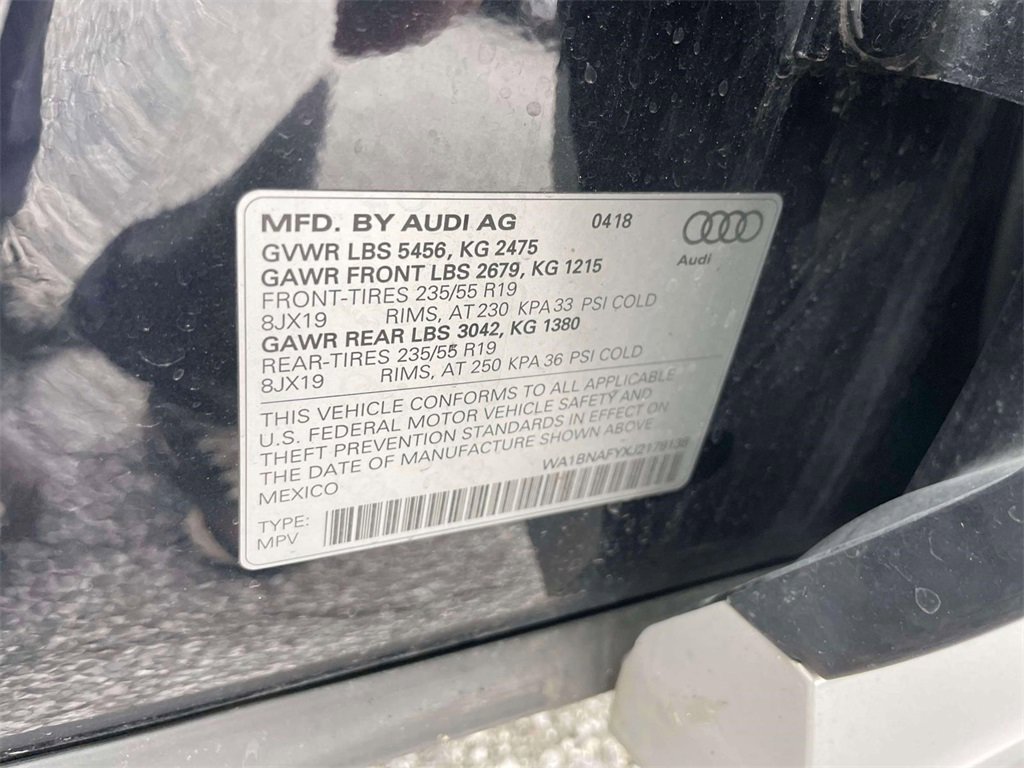 MFD. BY AUDI AG 0418
GVWR LBS 5456, KG 2475
GAWR FRONT LBS 2679, KG 1215
FRONT-TIRES 235/55 R19
8JX19 RIMS, AT 230 KPA 33 PSI COLD
GAWR REAR LBS 3042, KG 1380
REAR-TIRES 235/55 R19
8JX19 RIMS, AT 250 KPA 36 PSI COLD
Audi
THIS VEHICLE CONFORMS TO ALL APPLICABLE
U.S. FEDERAL MOTOR VEHICLE SAFETY AND
THEFT PREVENTION STANDARDS IN EFFECT ON
THE DATE OF MANUFACTURE SHOWN ABOVE
MEXICO WA1BNAFYXJ2178138
TYPE:
MPV